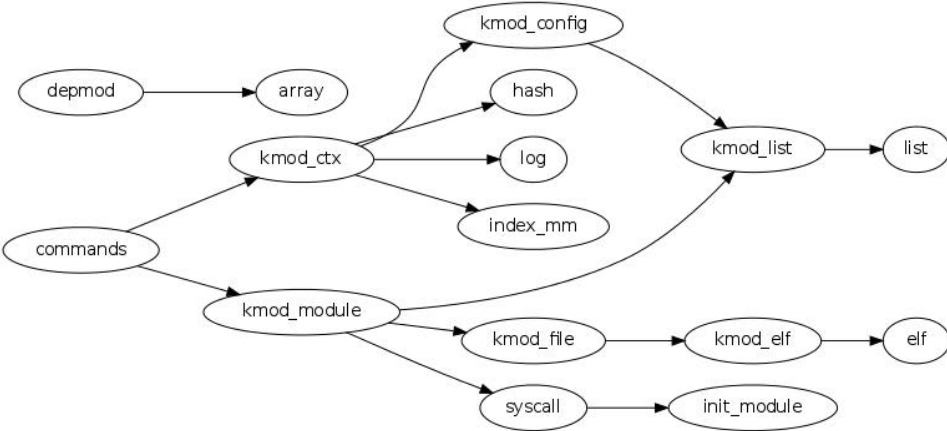 kmod_config
depmod
array
hash
kmod_ctx
log
kmod_list
list
index_mm
commands
kmod_module
kmod_file
kmod_elf
elf
syscall
init_module